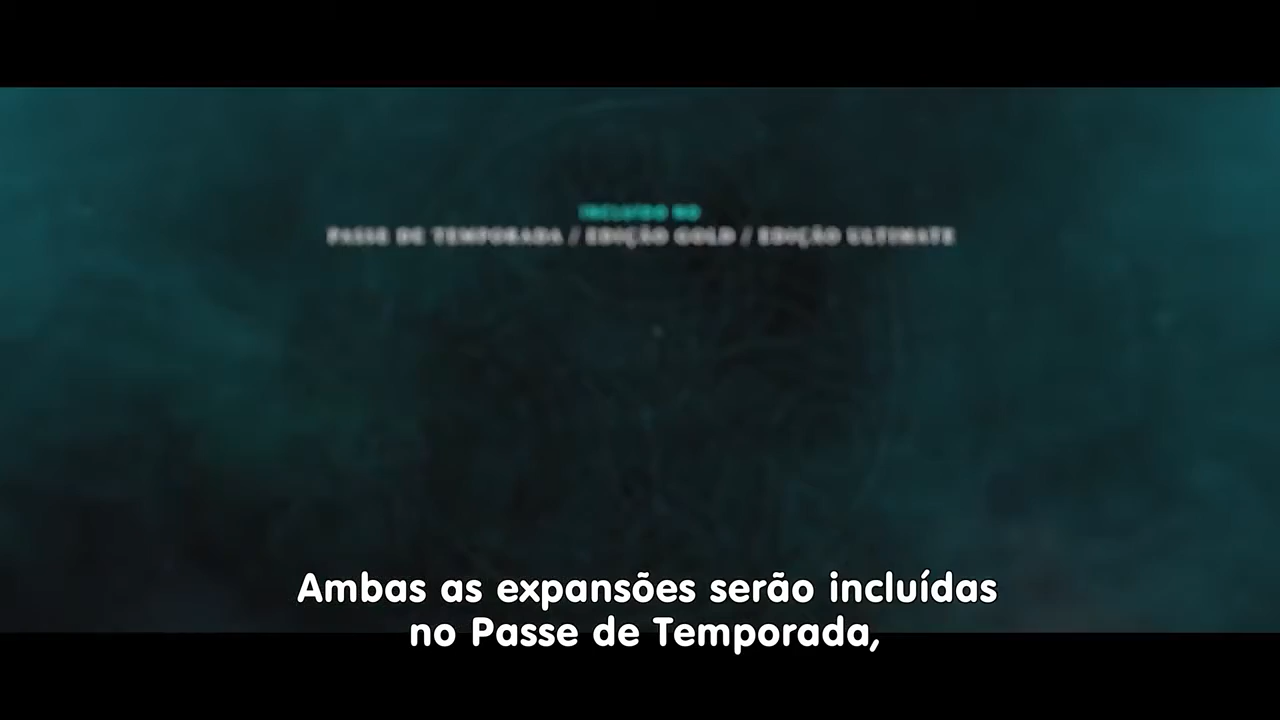 INCLUÍDO NO
PASSE DE TEMPORADA / EDIÇÃO GOLD / EDIÇÃO ULTIMATE
Ambas as expansões serão incluídas
no Passe de Temporada,